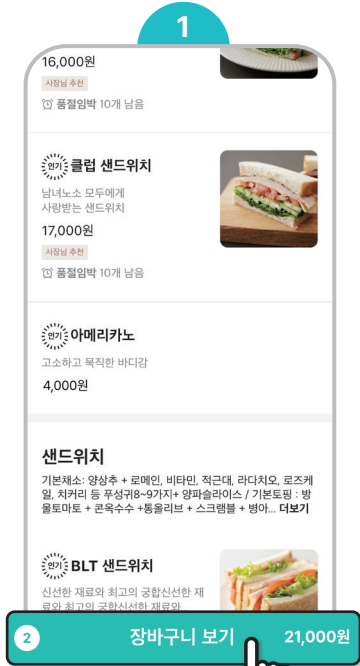 1
16,000원
사장님 추천
품절임박 10개 남음
인기 클럽 샌드위치
남녀노소 모두에게
사랑받는 샌드위치
17,000원
사장님 추천
품절임박 10개 남음
인기 아메리카노
고소하고 묵직한 바디감
4,000원
샌드위치
기본채소: 양상추 + 로메인, 비타민, 적근대, 라다치오, 로즈케
일, 치커리 등 푸성귀8~9가지+ 양파슬라이스 / 기본토핑 : 방
울토마토 + 콘옥수수 +통올리브 + 스크램블 + 병아... 더보기
인기 BLT 샌드위치
신선한 재료와 최고의 궁합신선한 재
료와 최고의 궁합신선한 재료와...
2 장바구니 보기 21,000원